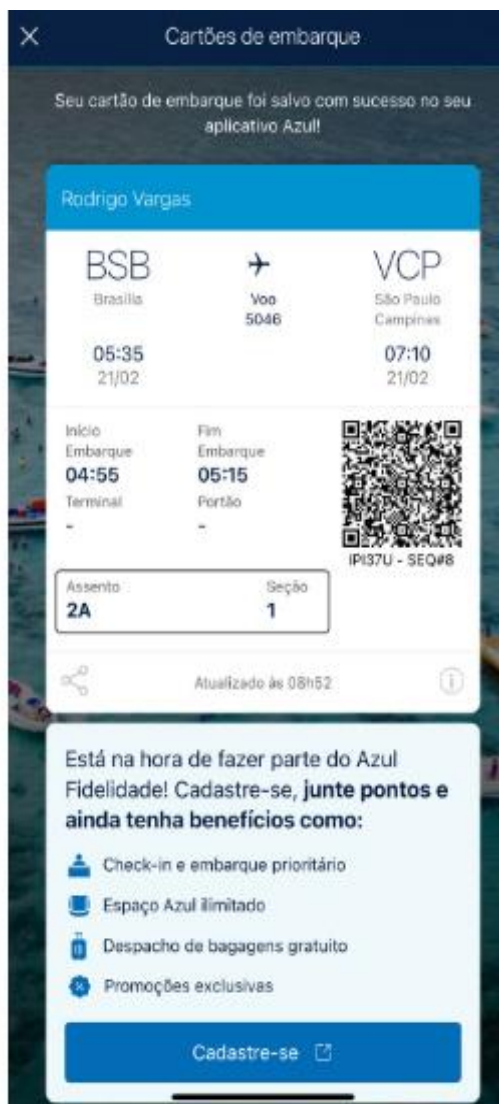 Cartões de embarque
Seu cartão de embarque foi salvo com sucesso no seu
aplicativo Azul!
Rodrigo Vargas
BSB
VCP
Brasília
Voo
5046
São Paulo
Campinas
05:35
21/02
07:10
21/02
Início
Embarque
04:55
Fim
Embarque
05:15
Terminal
-
Portão
-
IPI37U - SEQ#8
Assento
2A
Seção
1
Atualizado às 08h52
Está na hora de fazer parte do Azul
Fidelidade! Cadastre-se, junte pontos e
ainda tenha benefícios como:
Check-in e embarque prioritário
Espaço Azul ilimitado
Despacho de bagagens gratuito
Promoções exclusivas
Cadastre-se